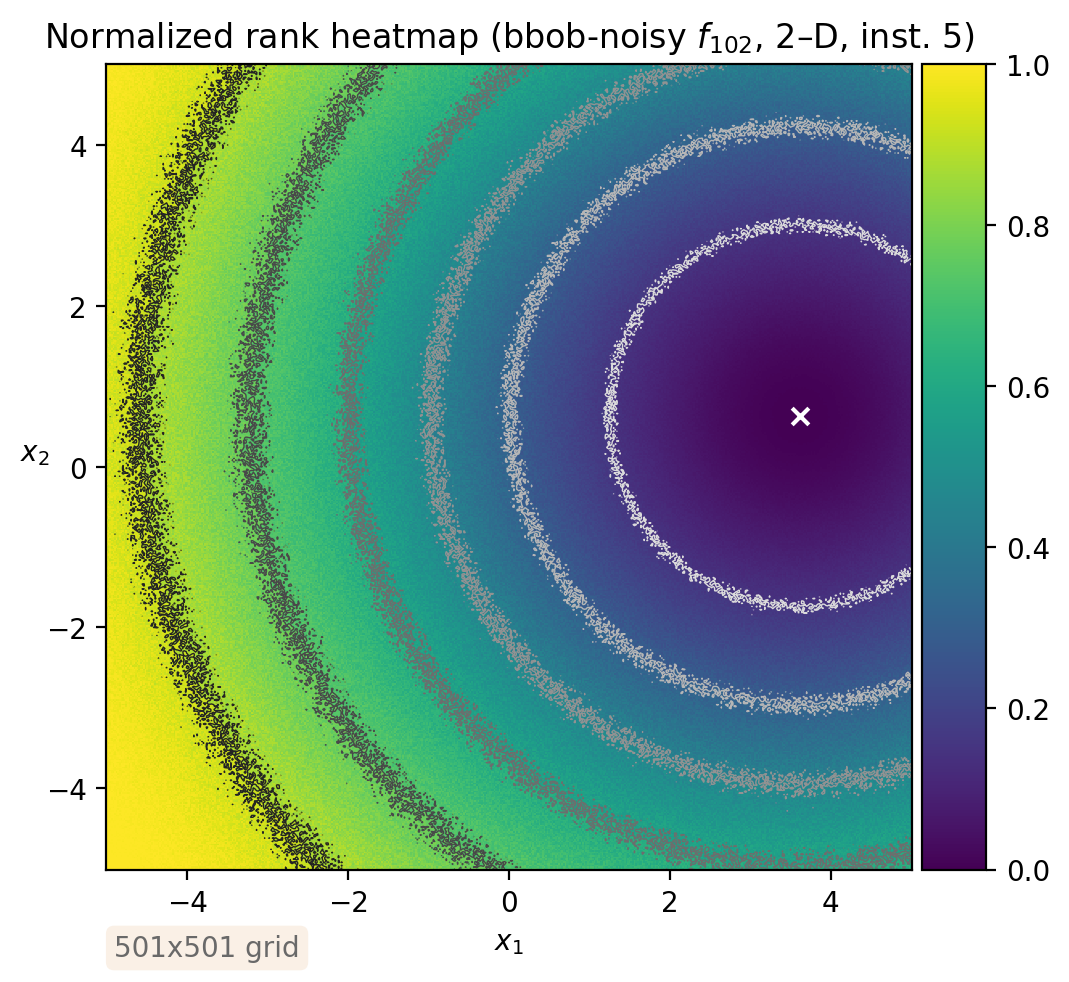 Normalized rank heatmap (bbob-noisy f102, 2–D, inst. 5)
1.0
0.8
0.6
0.4
0.2
0.0
4
2
0
−2
−4
x2
−4 −2 0 2 4
x1
501x501 grid